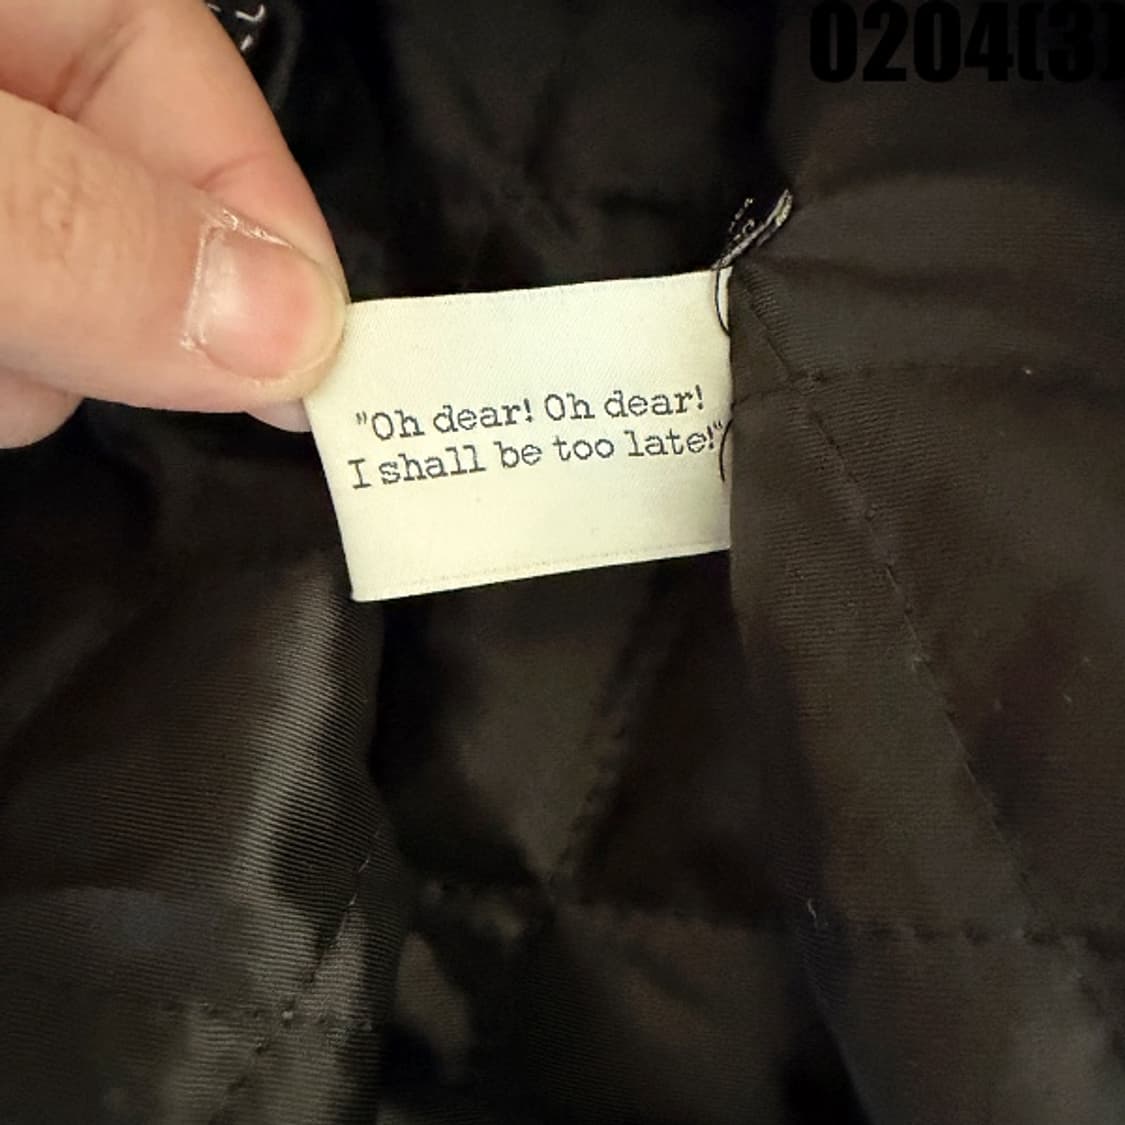 0204(3)
"Oh dear! Oh dear!
I shall be too late!"